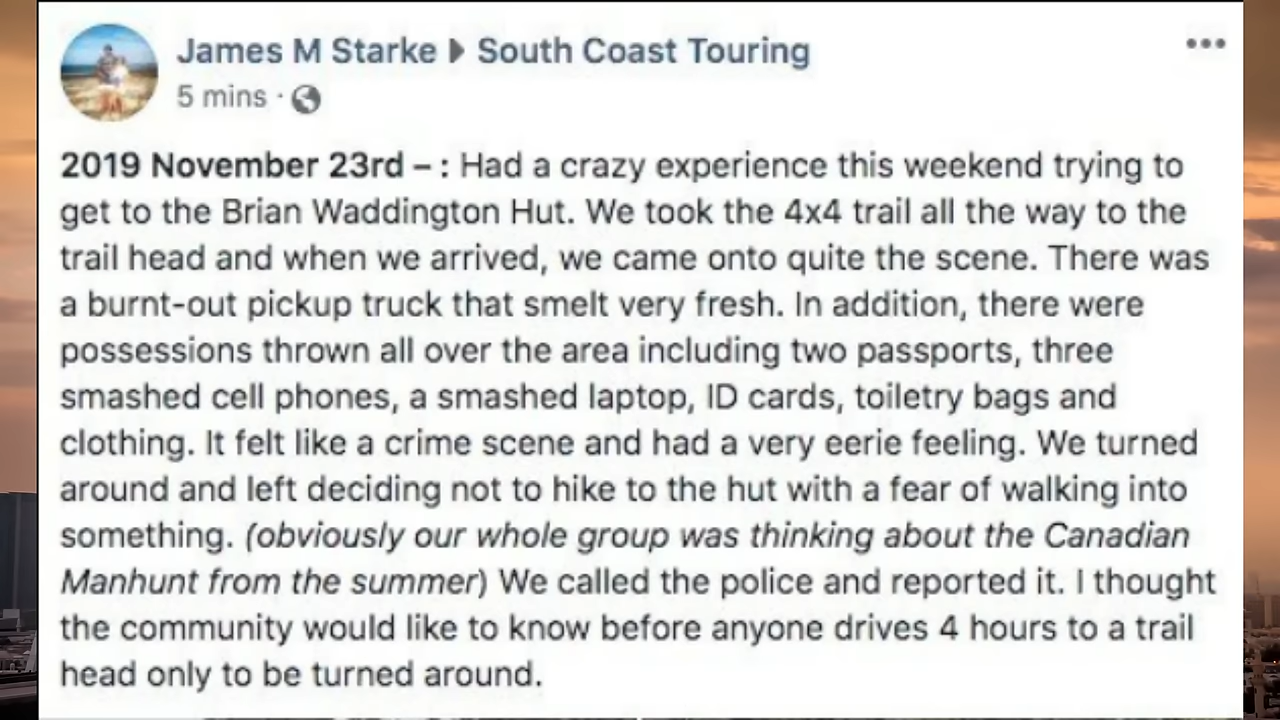 James M Starke ▶ South Coast Touring
5 mins ·
2019 November 23rd – : Had a crazy experience this weekend trying to
get to the Brian Waddington Hut. We took the 4x4 trail all the way to the
trail head and when we arrived, we came onto quite the scene. There was
a burnt-out pickup truck that smelt very fresh. In addition, there were
possessions thrown all over the area including two passports, three
smashed cell phones, a smashed laptop, ID cards, toiletry bags and
clothing. It felt like a crime scene and had a very eerie feeling. We turned
around and left deciding not to hike to the hut with a fear of walking into
something. (obviously our whole group was thinking about the Canadian
Manhunt from the summer) We called the police and reported it. I thought
the community would like to know before anyone drives 4 hours to a trail
head only to be turned around.